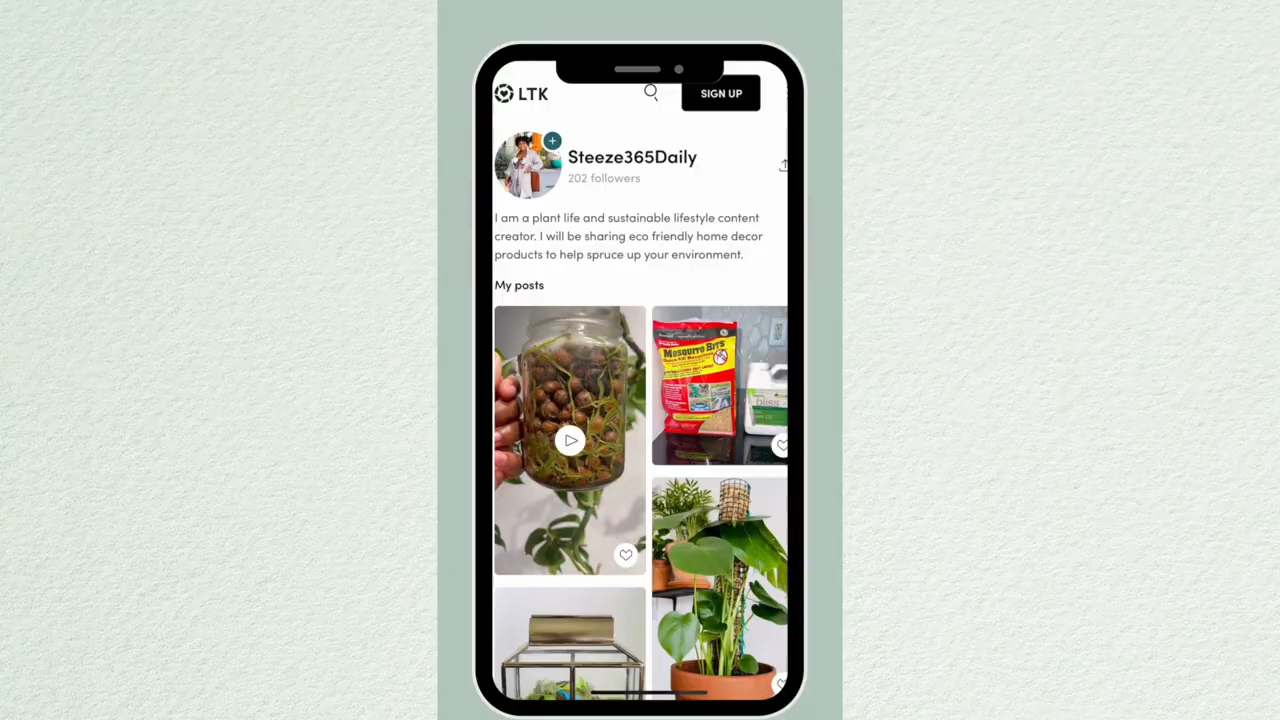 LTK
SIGN UP
Steeze365Daily
202 followers
I am a plant life and sustainable lifestyle content
creator. I will be sharing eco friendly home decor
products to help spruce up your environment.
My posts
Mosquito Bits
bliss